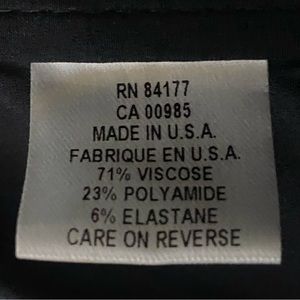 RN 84177
CA 00985
MADE IN U.S.A.
FABRIQUE EN U.S.A.
71% VISCOSE
23% POLYAMIDE
6% ELASTANE
CARE ON REVERSE